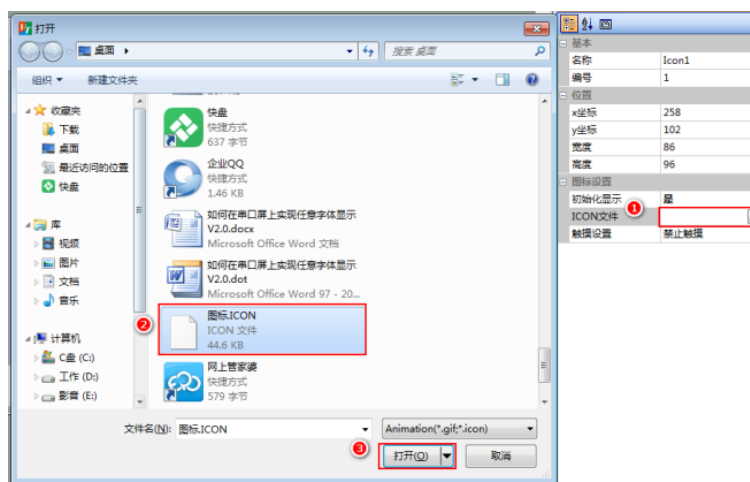 打开
桌面
搜索 桌面
组织
新建文件夹
收藏夹
下载
桌面
最近访问的位置
快盘
库
视频
图片
文档
音乐
计算机
C盘 (C:)
工作 (D:)
影音 (E:)
快盘
快捷方式
637 字节
企业QQ
快捷方式
1.46 KB
如何在串口屏上实现任意字体显示
V2.0.docx
Microsoft Office Word 文档
如何在串口屏上实现任意字体显示
V2.0.dot
Microsoft Office Word 97 - 20...
2
图标.ICON
ICON 文件
44.6 KB
网上管家婆
快捷方式
579 字节
文件名(N): 图标.ICON
Animation(*.gif;*.icon)
3
打开(O)
取消
基本
名称 Icon1
编号 1
位置
x坐标 258
y坐标 102
宽度 86
高度 96
图标设置
初始化显示 是
1
ICON文件
触摸设置 禁止触摸